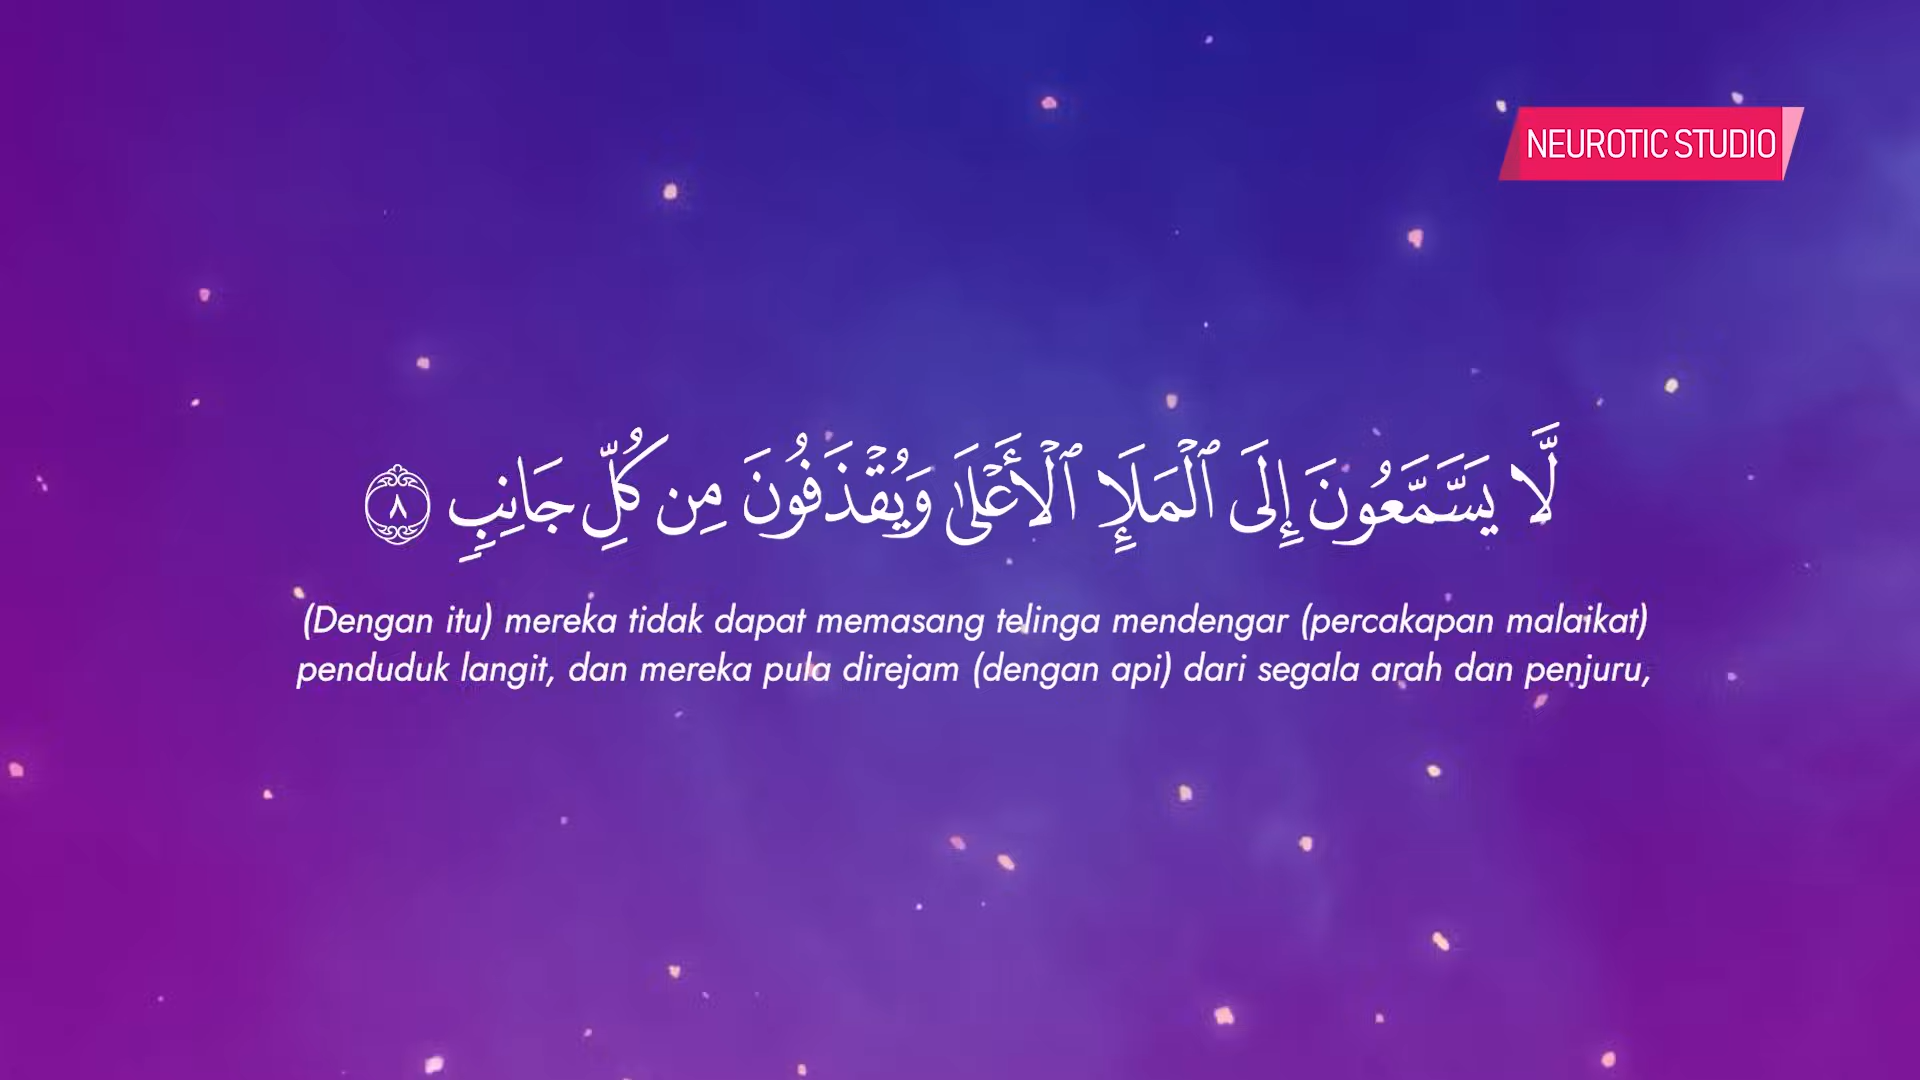 NEUROTIC STUDIO
لَّا يَسَّمَّعُونَ إِلَى ٱلْمَلَإِ ٱلْأَعْلَىٰ وَيُقْذَفُونَ مِن كُلِّ جَانِبٍ ٨
(Dengan itu) mereka tidak dapat memasang telinga mendengar (percakapan malaikat)
penduduk langit, dan mereka pula direjam (dengan api) dari segala arah dan penjuru,